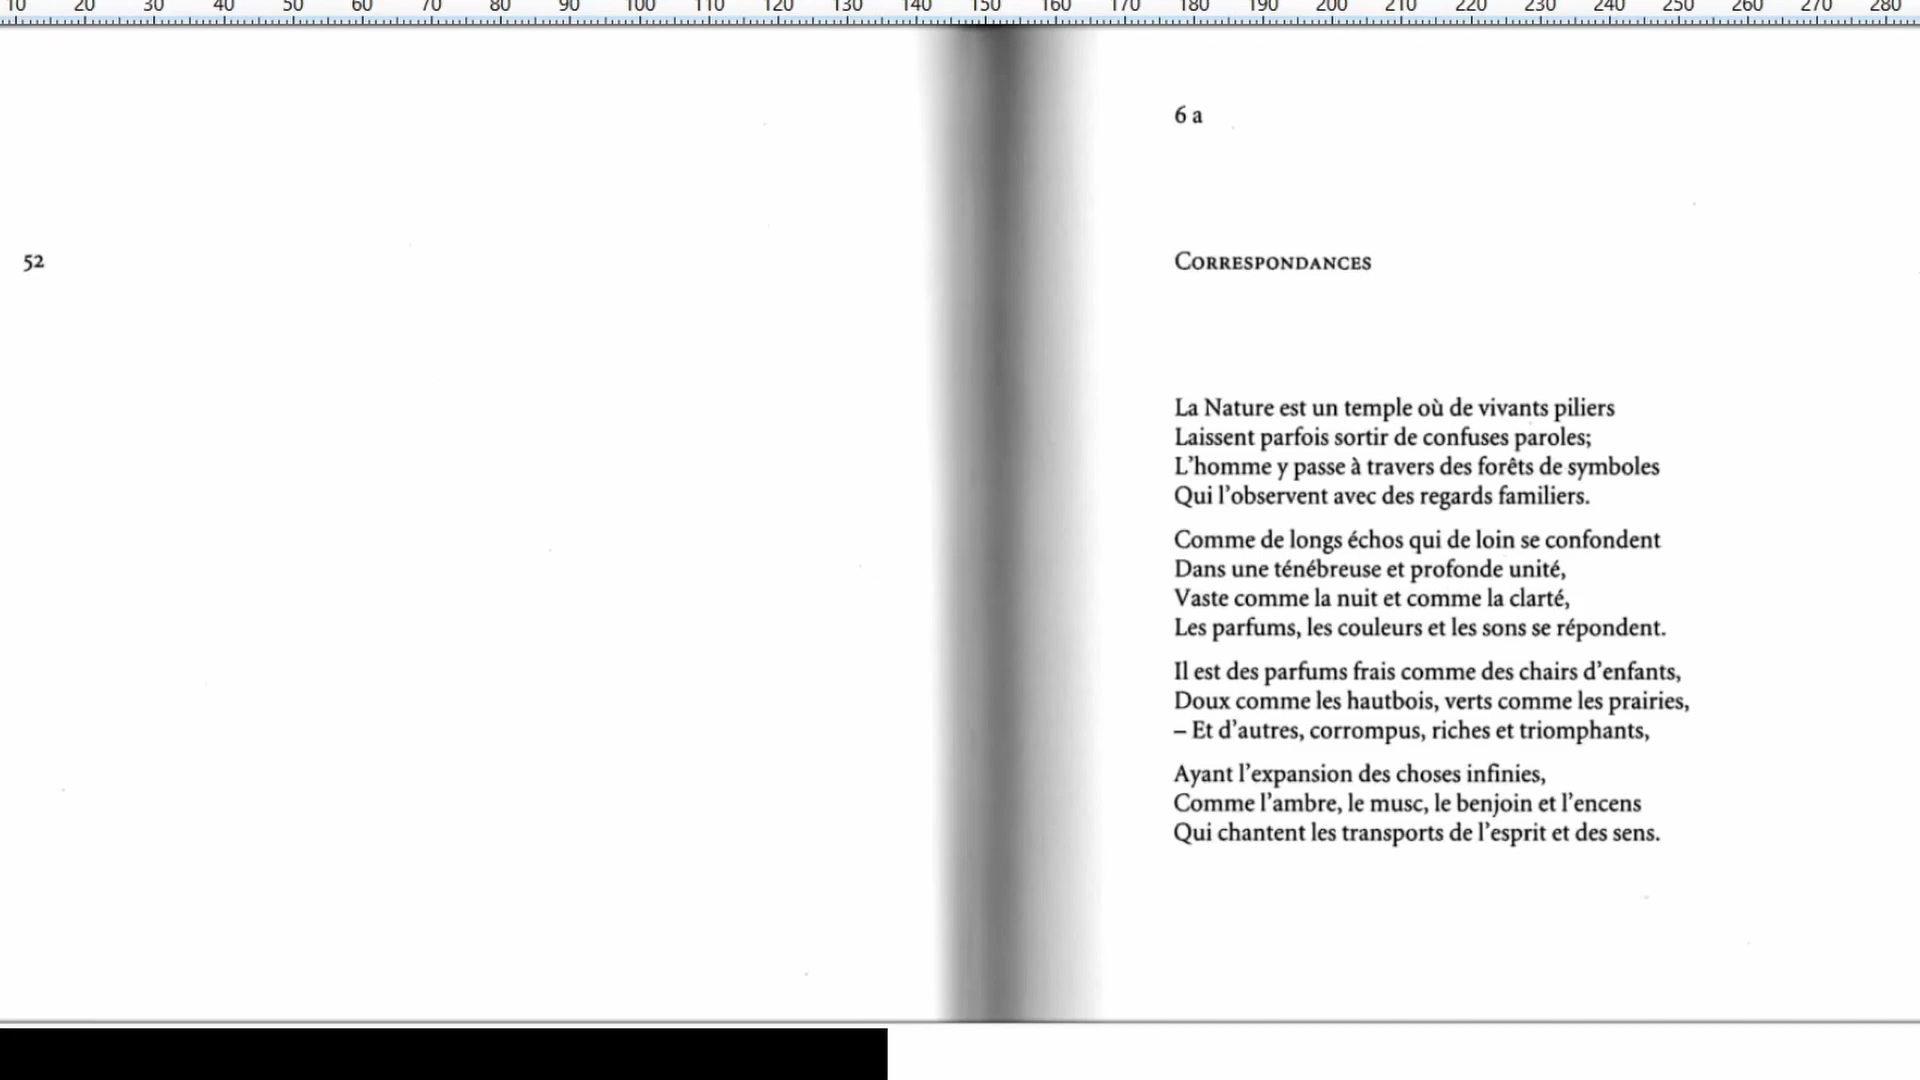 10 20 30 40 50 60 70 80 90 100 110 120 130 140 150 160 170 180 190 200 210 220 230 240 250 260 270 280
52
6 a
CORRESPONDANCES
La Nature est un temple où de vivants piliers
Laissent parfois sortir de confuses paroles;
L’homme y passe à travers des forêts de symboles
Qui l’observent avec des regards familiers.
Comme de longs échos qui de loin se confondent
Dans une ténébreuse et profonde unité,
Vaste comme la nuit et comme la clarté,
Les parfums, les couleurs et les sons se répondent.
Il est des parfums frais comme des chairs d’enfants,
Doux comme les hautbois, verts comme les prairies,
– Et d’autres, corrompus, riches et triomphants,
Ayant l’expansion des choses infinies,
Comme l’ambre, le musc, le benjoin et l’encens
Qui chantent les transports de l’esprit et des sens.